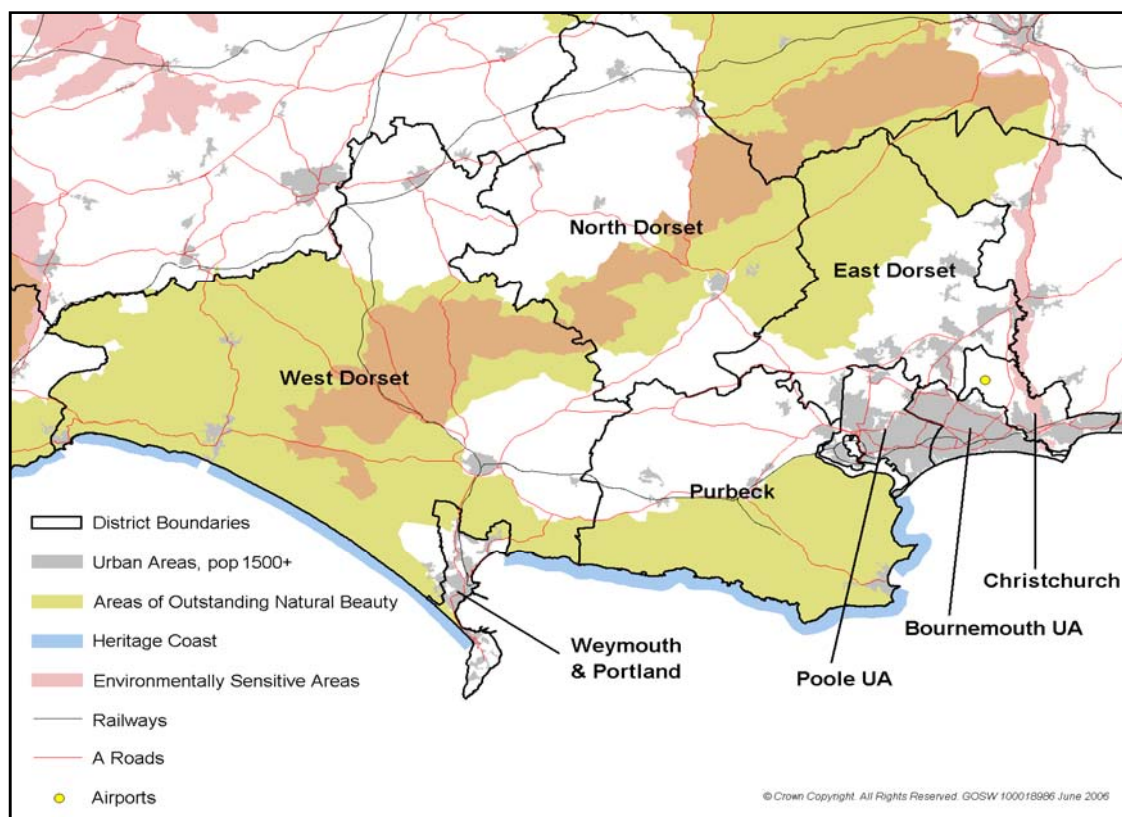 North Dorset
East Dorset
West Dorset
Purbeck
Christchurch
Bournemouth UA
Poole UA
Weymouth
& Portland
District Boundaries
Urban Areas, pop 1500+
Areas of Outstanding Natural Beauty
Heritage Coast
Environmentally Sensitive Areas
Railways
A Roads
Airports
© Crown Copyright. All Rights Reserved. GOSW 100018986 June 2006